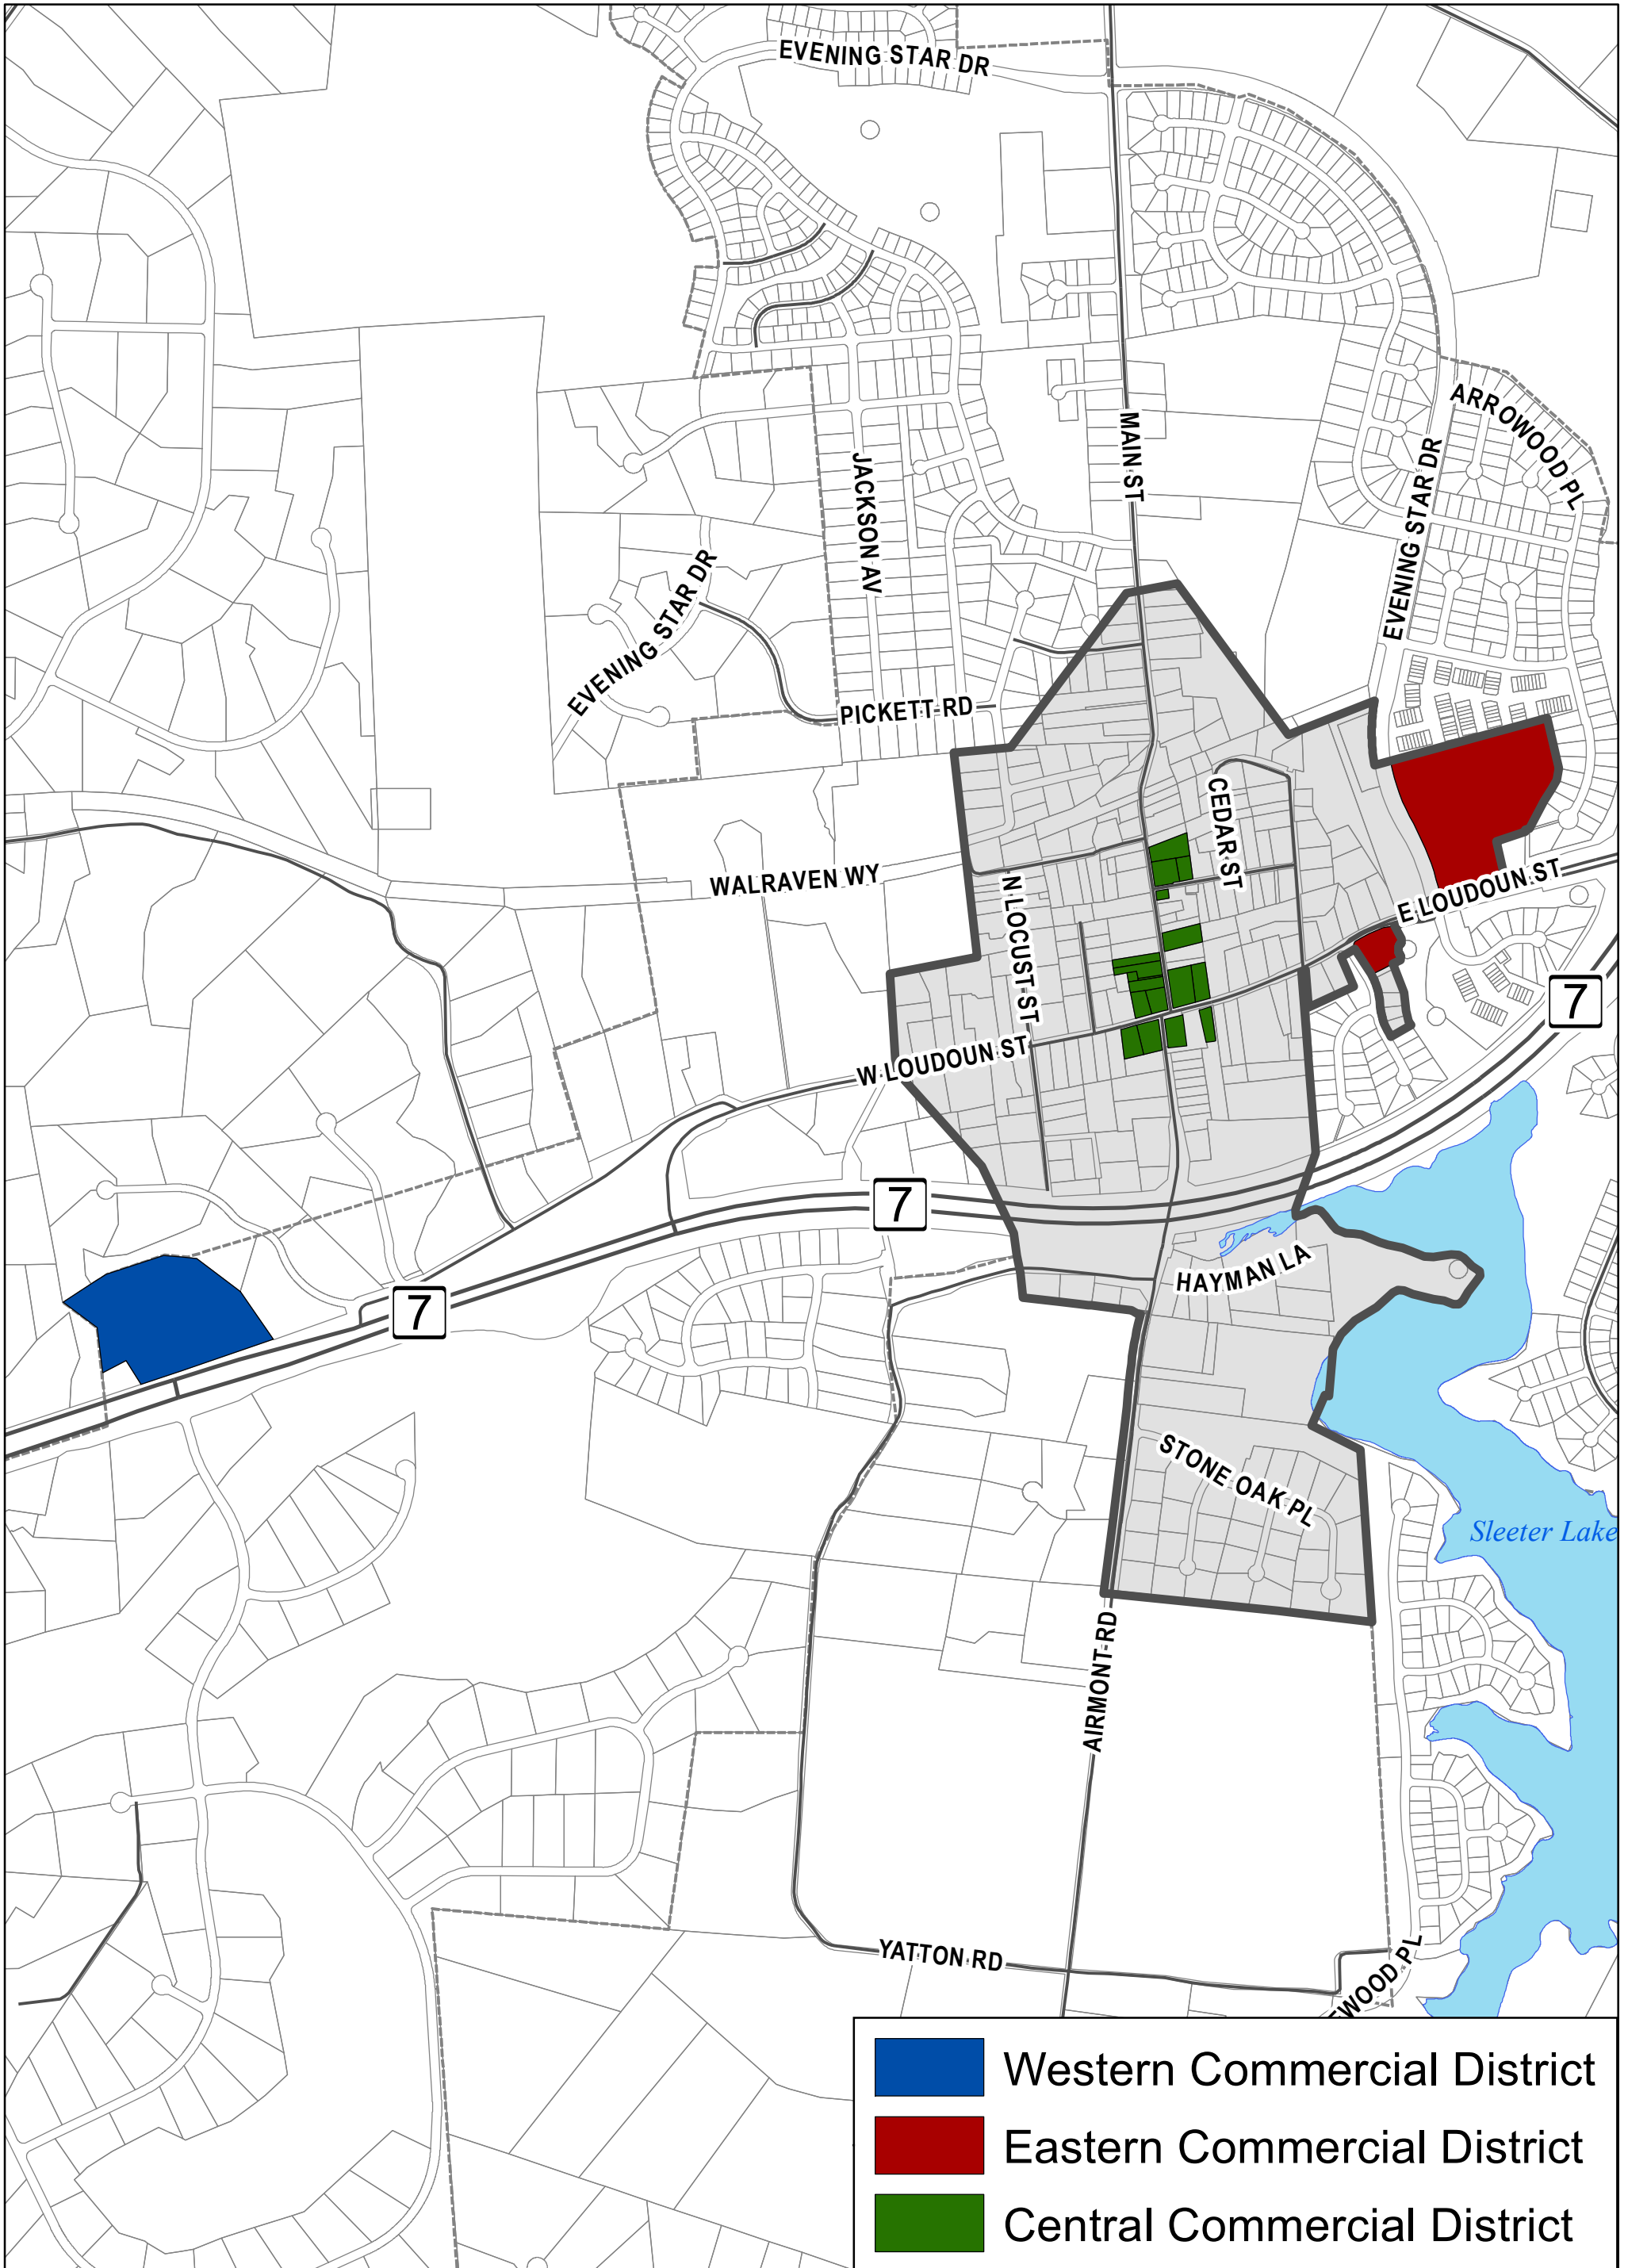 EVENING STAR DR
ARROWOOD PL
MAIN ST
EVENING STAR DR
JACKSON AV
EVENING STAR DR
PICKETT RD
CEDAR ST
WALRAVEN WY
N LOCUST ST
E LOUDOUN ST
7
W LOUDOUN ST
7
HAYMAN LA
7
STONE OAK PL
Sleeter Lake
AIRMONT RD
YATTON RD
EWOOD PL
Western Commercial District
Eastern Commercial District
Central Commercial District